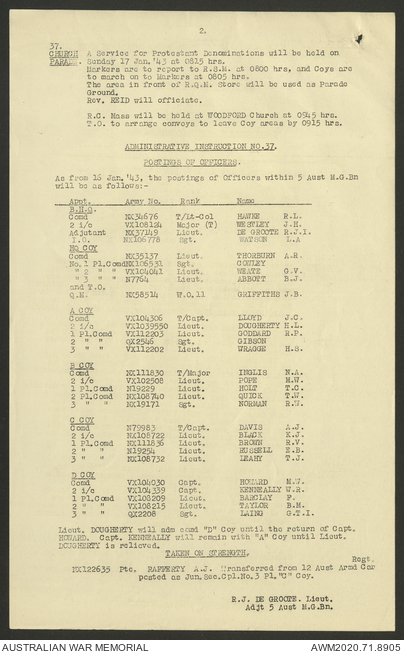 2.
37.
CHURCH A Service for Protestant Denominations will be held on
PARADE. Sunday 17 Jan.'43 at 0815 hrs.
Markers are to report to R.S.M. at 0800 hrs, and Coys are
to march on to Markers at 0805 hrs.
The area in front of R.Q.M. Store will be used as Parade
Ground.
Rev. REID will officiate.
R.C. Mass will be held at WOODFORD Church at 0945 hrs.
T.O. to arrange convoys to leave Coy areas by 0915 hrs.
ADMINISTRATIVE INSTRUCTION NO.37.
POSTINGS OF OFFICERS.
As from 16 Jan.'43, the postings of Officers within 5 Aust M.G.Bn
will be as follows:-
Appt. Army No. Rank Name
B.H.Q.
Comd NX34676 T/Lt-Col HAWKE R.L.
2 i/c VX108124 Major (T) WESTLEY J.H.
Adjutant NX37149 Lieut. DE GROOTE R.J.I.
I.O. NX106778 Sgt. WATSON L.A
HQ COY
Comd NX35137 Lieut. THORBURN A.R.
No.1 Pl.Comd NX106531 Sgt. COWLEY
" 2 " " VX104041 Lieut. WEATE G.V.
" 3 " " N7764 Lieut. ABBOTT B.J.
and T.O.
Q.M. NX58514 W.O.11 GRIFFITHS J.B.
A COY
Comd VX104306 T/Capt. LLOYD J.C.
2 i/c VX1039550 Lieut. DOUGHERTY H.L.
1 Pl.Comd VX112203 Lieut. GODDARD R.P.
2 " " QX2546 Sgt. GIBSON
3 " " VX112202 Lieut. WRAGGE H.S.
B COY
Comd NX111830 T/Major INGLIS N.A.
2 i/c VX102508 Lieut. POPE M.W.
1 Pl.Comd N19229 Lieut. HOLT T.C.
2 Pl.Comd NX108740 Lieut. QUICK T.W.
3 " " NX19171 Sgt. NORMAN R.W.
C COY
Comd N79983 T/Capt. DAVIS A.J.
2 i/c NX108722 Lieut. BLACK K.J.
1 Pl.Comd NX111836 Lieut. BROWN R.V.
2 " " N19254 Lieut. RUSSELL E.B.
3 " " NX108732 Lieut. LEAHY T.J.
D COY
Comd VX104030 Capt. HOWARD M.W.
2 i/c VX104339 Capt. KENNEALLY W.R.
1 Pl.Comd VX108209 Lieut. BARCLAY F.
2 " " VX108215 Lieut. TAYLOR B.M.
3 " " QX2208 Sgt. LAING G.T.I.
Lieut. DOUGHERTY will adm comd "D" Coy until the return of Capt.
HOWARD. Capt. KENNEALLY will remain with "A" Coy until Lieut.
DOUGHERTY is relieved.
TAKEN ON STRENGTH.
Regt.
NX122635 Pte. RAFFERTY A.J. transferred from 12 Aust Armd Car
posted as Jun.Sec.Cpl.No.3 Pl,"C" Coy.
R.J. DE GROOTE. Lieut.
Adjt 5 Aust M.G.Bn.
AUSTRALIAN WAR MEMORIAL AWM2020.71.8905